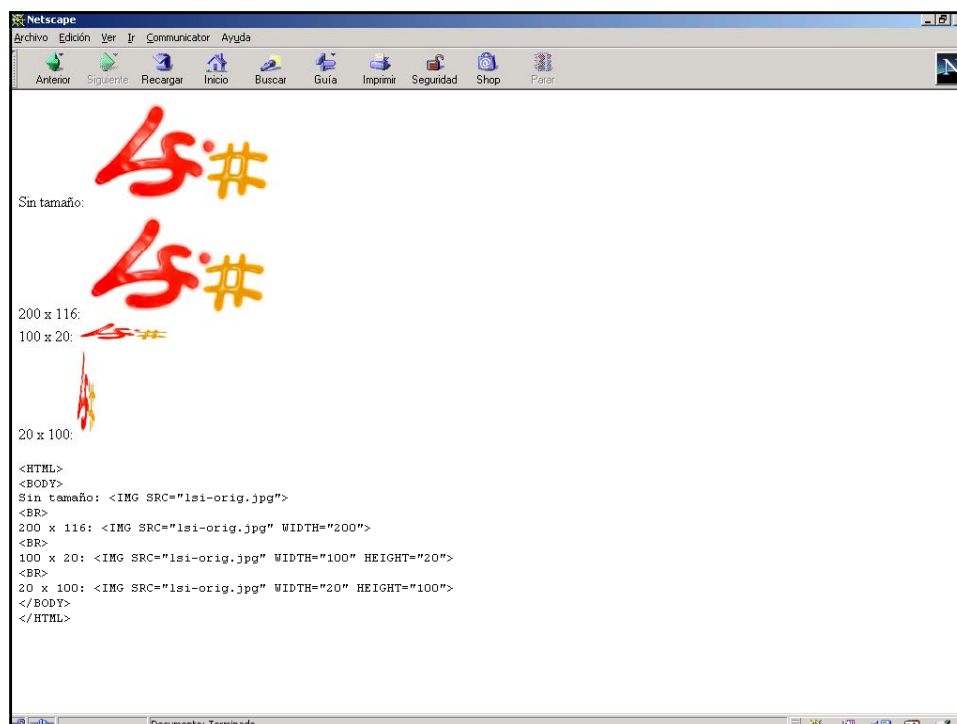 Netscape
Archivo Edición Ver Ir Communicator Ayuda
Anterior Siguiente Recargar Inicio Buscar Guía Imprimir Seguridad Shop Parar
N
Sin tamaño:
200 x 116:
100 x 20:
20 x 100:
<HTML>
<BODY>
Sin tamaño: <IMG SRC="lsi-orig.jpg">
<BR>
200 x 116: <IMG SRC="lsi-orig.jpg" WIDTH="200">
<BR>
100 x 20: <IMG SRC="lsi-orig.jpg" WIDTH="100" HEIGHT="20">
<BR>
20 x 100: <IMG SRC="lsi-orig.jpg" WIDTH="20" HEIGHT="100">
</BODY>
</HTML>
Documento: Terminado